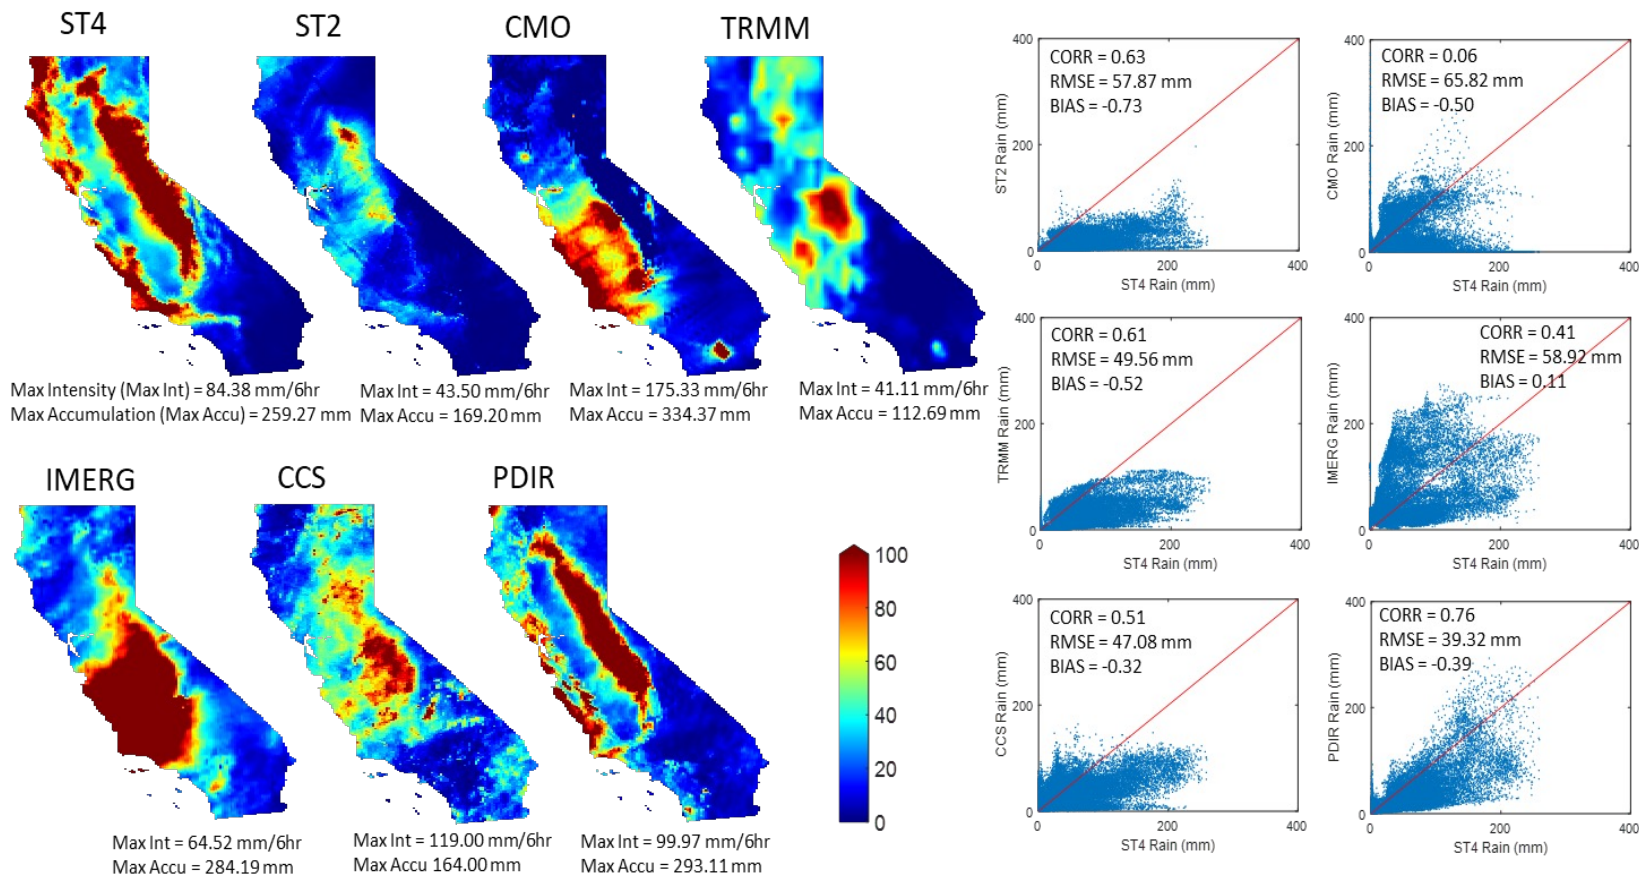 ST4
ST2
CMO
TRMM
Max Intensity (Max Int) = 84.38 mm/6hr
Max Accumulation (Max Accu) = 259.27 mm
Max Int = 43.50 mm/6hr
Max Accu = 169.20 mm
Max Int = 175.33 mm/6hr
Max Accu = 334.37 mm
Max Int = 41.11 mm/6hr
Max Accu = 112.69 mm
IMERG
CCS
PDIR
Max Int = 64.52 mm/6hr
Max Accu = 284.19 mm
Max Int = 119.00 mm/6hr
Max Accu 164.00 mm
Max Int = 99.97 mm/6hr
Max Accu = 293.11 mm
100
80
60
40
20
0
400
200
0
ST2 Rain (mm)
CORR = 0.63
RMSE = 57.87 mm
BIAS = -0.73
0 200 400
ST4 Rain (mm)
400
200
0
CMO Rain (mm)
CORR = 0.06
RMSE = 65.82 mm
BIAS = -0.50
0 200 400
ST4 Rain (mm)
400
200
0
TRMM Rain (mm)
CORR = 0.61
RMSE = 49.56 mm
BIAS = -0.52
0 200 400
ST4 Rain (mm)
400
200
0
IMERG Rain (mm)
CORR = 0.41
RMSE = 58.92 mm
BIAS = 0.11
0 200 400
ST4 Rain (mm)
400
200
0
CCS Rain (mm)
CORR = 0.51
RMSE = 47.08 mm
BIAS = -0.32
0 200 400
ST4 Rain (mm)
400
200
0
PDIR Rain (mm)
CORR = 0.76
RMSE = 39.32 mm
BIAS = -0.39
0 200 400
ST4 Rain (mm)